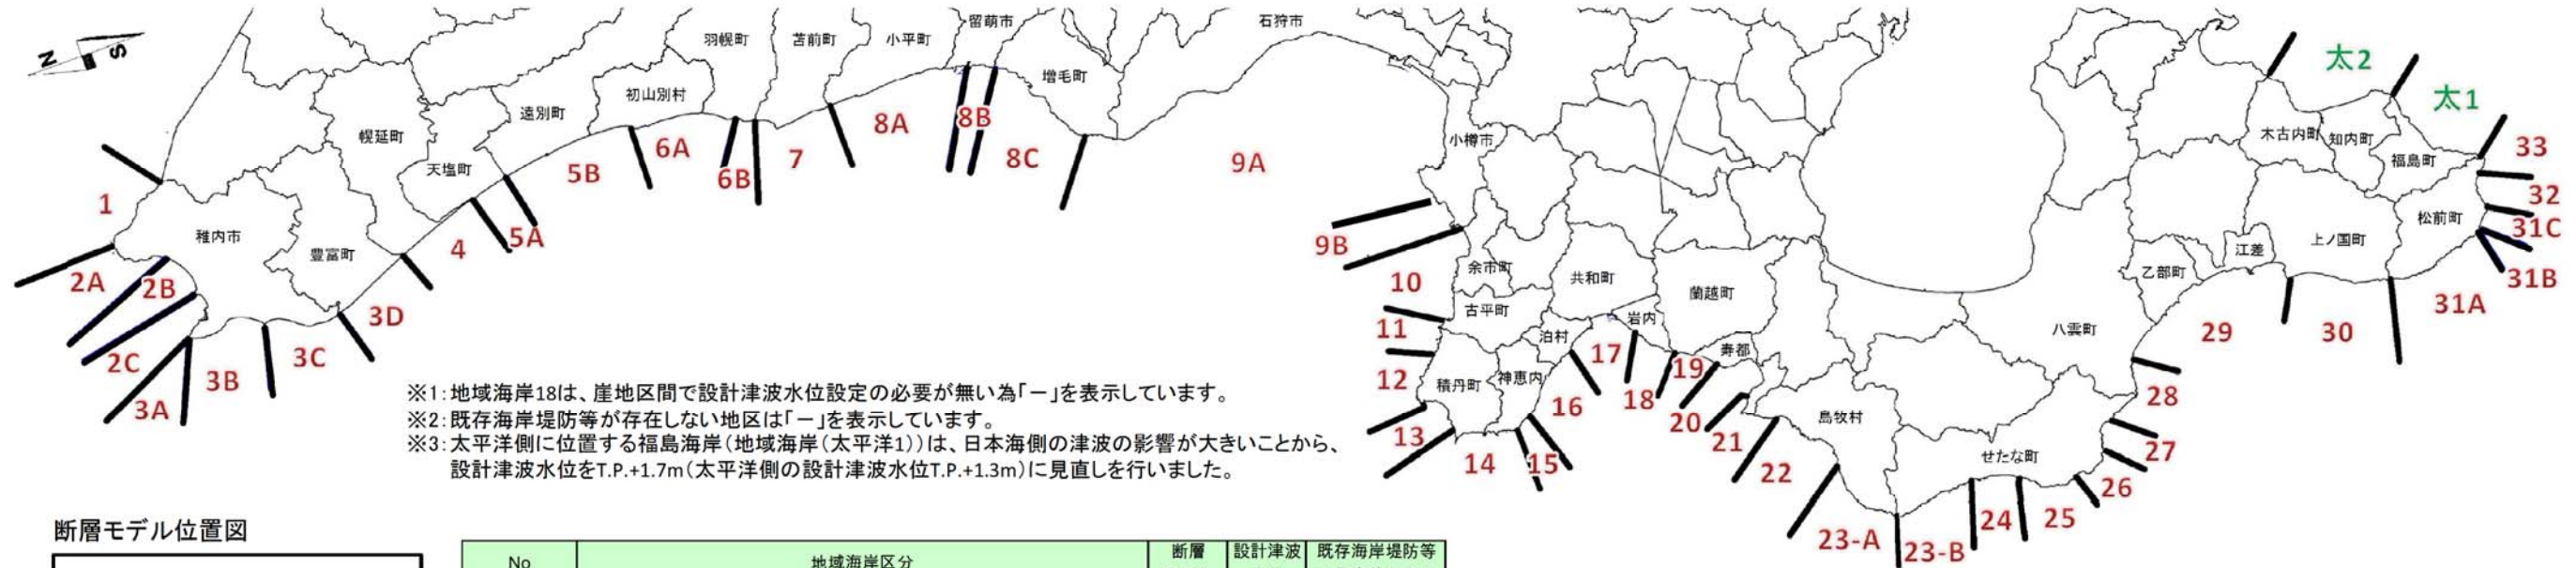 N
S
羽幌町
苫前町
小平町
留萌市
石狩市
増毛町
初山別村
遠別町
幌延町
天塩町
稚内市
豊富町
小樽市
余市町
古平町
積丹町
神恵内
泊村
共和町
岩内
蘭越町
寿都
島牧村
せたな町
八雲町
乙部町
江差
上ノ国町
松前町
福島町
知内町
木古内町
太2
太1
1
2A
2B
2C
3A
3B
3C
3D
4
5A
5B
6A
6B
7
8A
8B
8C
9A
9B
10
11
12
13
14
15
16
17
18
19
20
21
22
23-A
23-B
24
25
26
27
28
29
30
31A
31B
31C
32
33
※1:地域海岸18は、崖地区間で設計津波水位設定の必要が無い為「ー」を表示しています。
※2:既存海岸堤防等が存在しない地区は「ー」を表示しています。
※3:太平洋側に位置する福島海岸(地域海岸(太平洋1))は、日本海側の津波の影響が大きいことから、
設計津波水位をT.P.+1.7m(太平洋側の設計津波水位T.P.+1.3m)に見直しを行いました。
断層モデル位置図
No
地域海岸区分
断層
設計津波
既存海岸堤防等